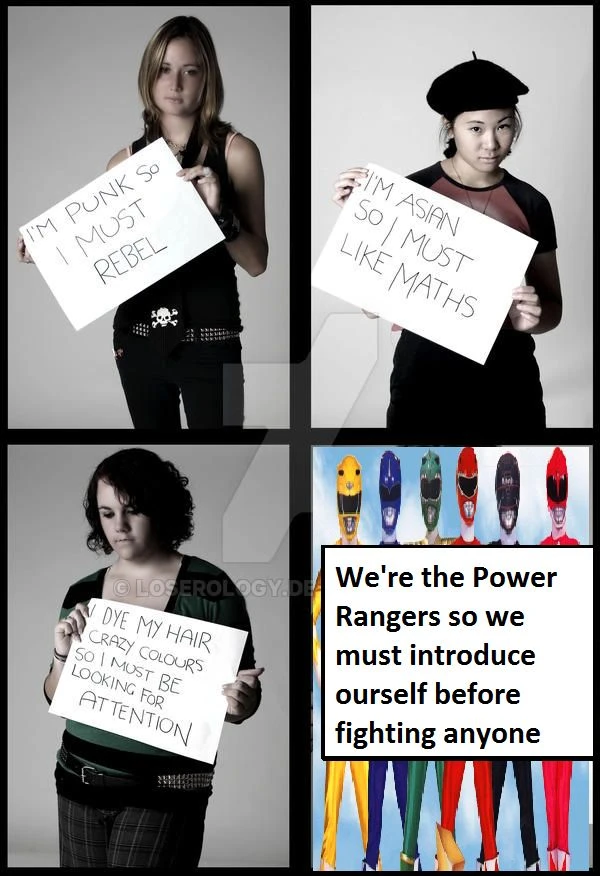 I'M PUNK SO
I MUST
REBEL
I'M ASIAN
SO I MUST
LIKE MATHS
I DYE MY HAIR
CRAZY COLOURS
SO I MUST BE
LOOKING FOR
ATTENTION
We're the Power
Rangers so we
must introduce
ourself before
fighting anyone
© LOSEROLOGY.DE